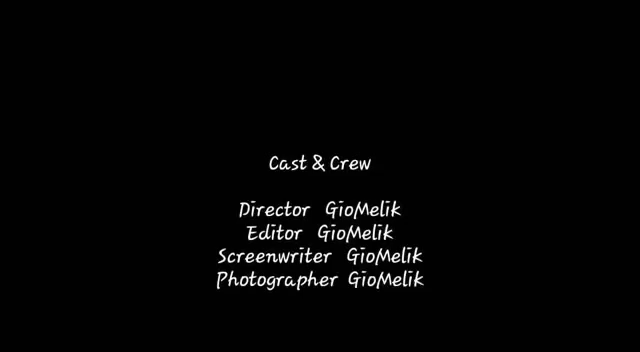 Cast & Crew
Director GioMelik
Editor GioMelik
Screenwriter GioMelik
Photographer GioMelik